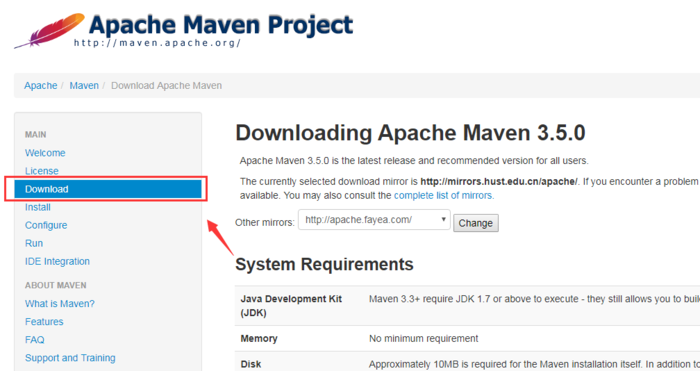 Apache Maven Project
http://maven.apache.org/
Apache / Maven / Download Apache Maven
MAIN
Welcome
License
Download
Install
Configure
Run
IDE Integration
ABOUT MAVEN
What is Maven?
Features
FAQ
Support and Training
Downloading Apache Maven 3.5.0
Apache Maven 3.5.0 is the latest release and recommended version for all users.
The currently selected download mirror is http://mirrors.hust.edu.cn/apache/. If you encounter a problem
available. You may also consult the complete list of mirrors.
Other mirrors: http://apache.fayea.com/ Change
System Requirements
Java Development Kit Maven 3.3+ require JDK 1.7 or above to execute - they still allows you to buil
(JDK)
Memory No minimum requirement
Disk Approximately 10MB is required for the Maven installation itself. In addition to